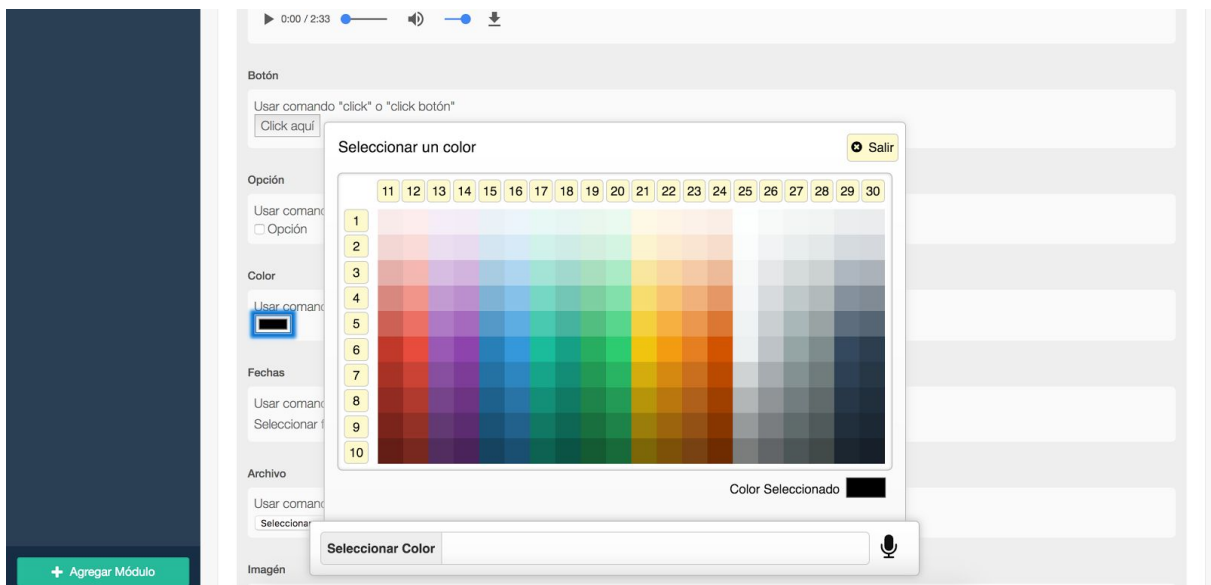 0:00 / 2:33
Botón
Usar comando "click" o "click botón"
Click aquí
Seleccionar un color
Salir
11 12 13 14 15 16 17 18 19 20 21 22 23 24 25 26 27 28 29 30
1
2
3
4
5
6
7
8
9
10
Color Seleccionado
Opción
Usar comand
Opción
Color
Usar comand
Fechas
Usar comand
Seleccionar f
Archivo
Usar comand
Seleccionar
Seleccionar Color
+ Agregar Módulo
Imagén